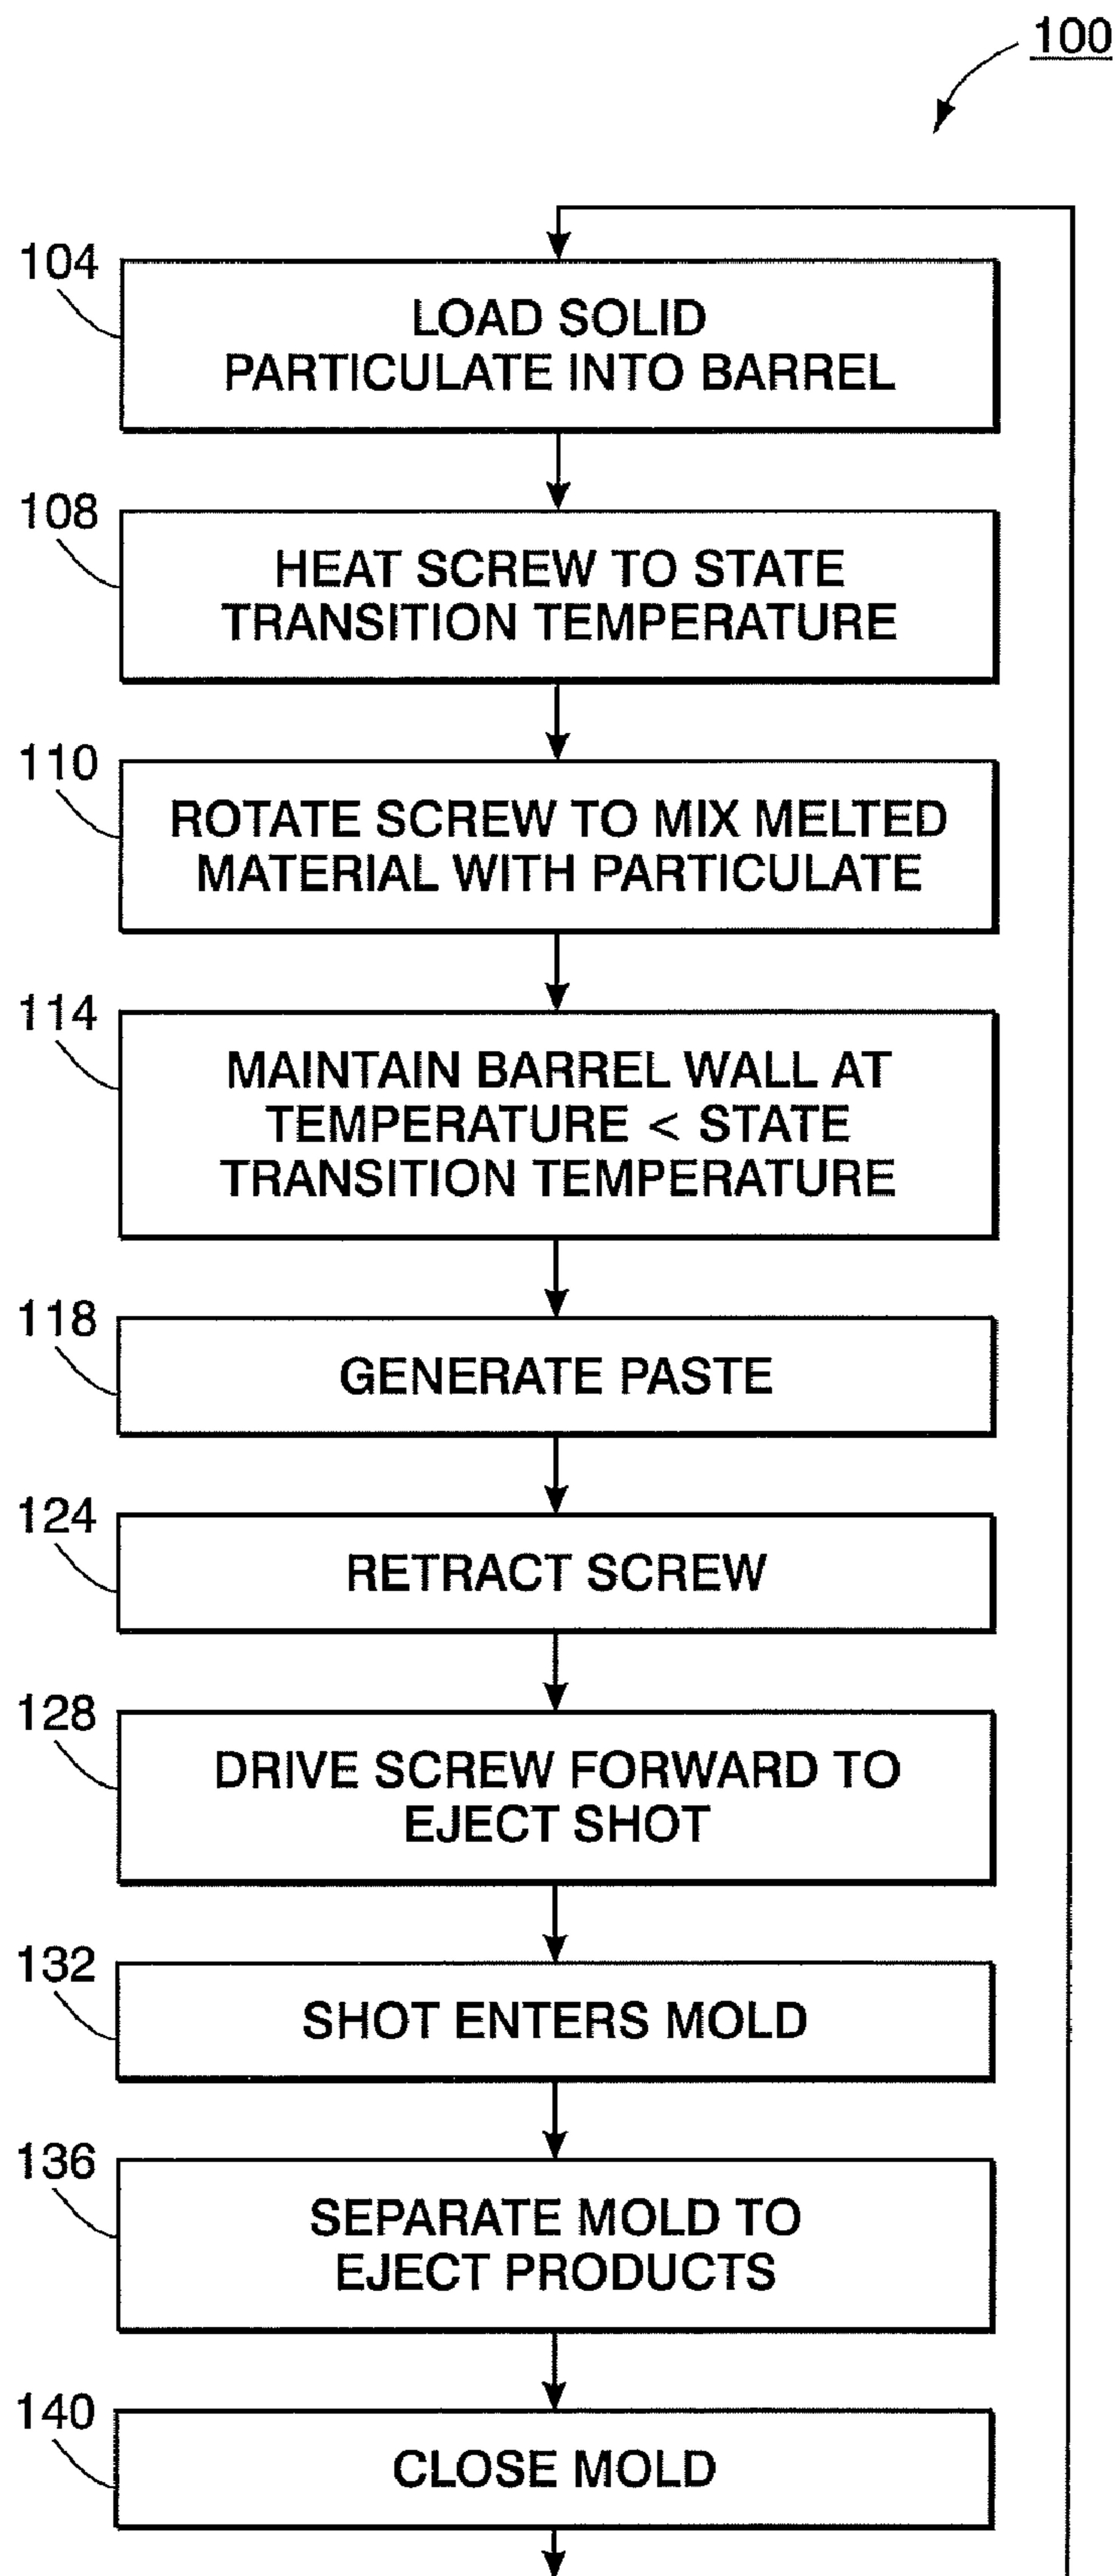 100
104
LOAD SOLID
PARTICULATE INTO BARREL
108
HEAT SCREW TO STATE
TRANSITION TEMPERATURE
110
ROTATE SCREW TO MIX MELTED
MATERIAL WITH PARTICULATE
114
MAINTAIN BARREL WALL AT
TEMPERATURE < STATE
TRANSITION TEMPERATURE
118
GENERATE PASTE
124
RETRACT SCREW
128
DRIVE SCREW FORWARD TO
EJECT SHOT
132
SHOT ENTERS MOLD
136
SEPARATE MOLD TO
EJECT PRODUCTS
140
CLOSE MOLD